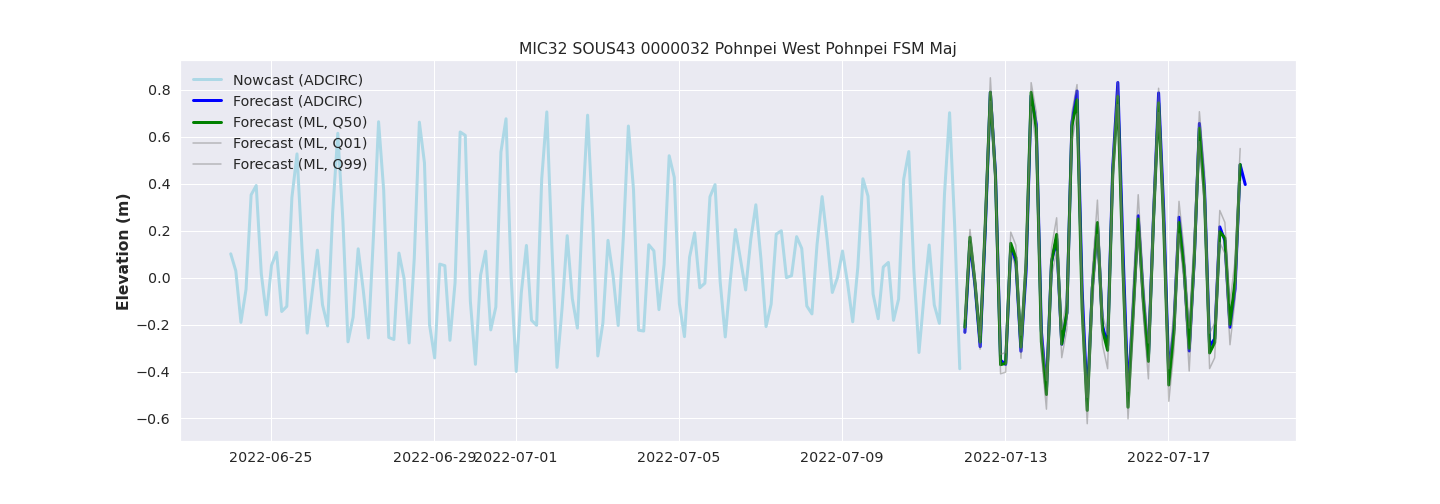 MIC32 SOUS43 0000032 Pohnpei West Pohnpei FSM Maj
Nowcast (ADCIRC)
Forecast (ADCIRC)
Forecast (ML, Q50)
Forecast (ML, Q01)
Forecast (ML, Q99)
Elevation (m)
0.8
0.6
0.4
0.2
0.0
−0.2
−0.4
−0.6
2022-06-25
2022-06-29
2022-07-01
2022-07-05
2022-07-09
2022-07-13
2022-07-17